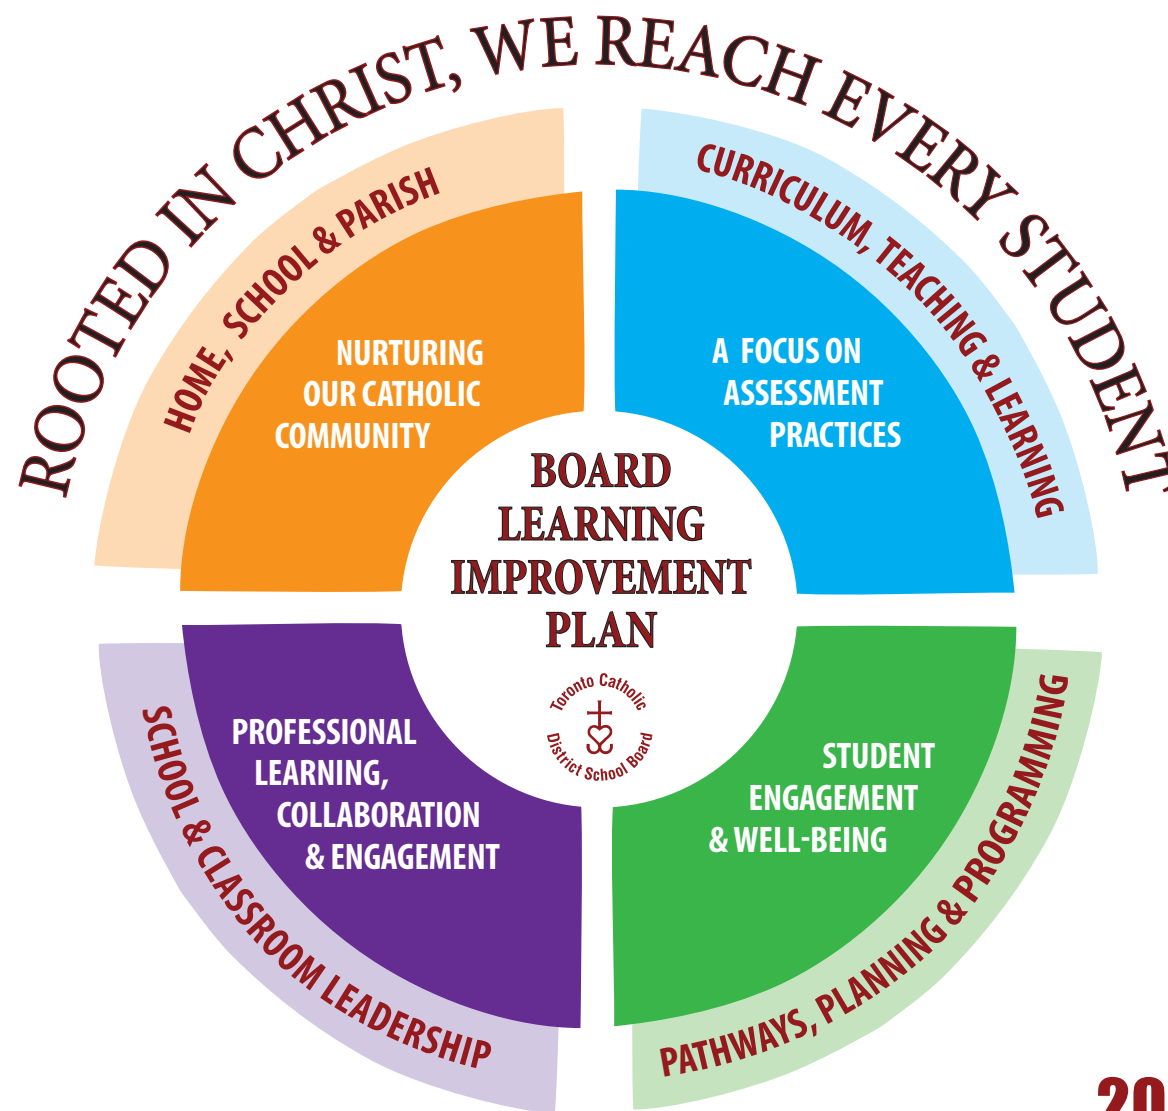 ROOTED IN CHRIST, WE REACH EVERY STUDENT
HOME, SCHOOL & PARISH
NURTURING
OUR CATHOLIC
COMMUNITY
CURRICULUM, TEACHING & LEARNING
A FOCUS ON
ASSESSMENT
PRACTICES
BOARD
LEARNING
IMPROVEMENT
PLAN
Toronto Catholic
District School Board
SCHOOL & CLASSROOM LEADERSHIP
PROFESSIONAL
LEARNING,
COLLABORATION
& ENGAGEMENT
STUDENT
ENGAGEMENT
& WELL-BEING
PATHWAYS, PLANNING & PROGRAMMING